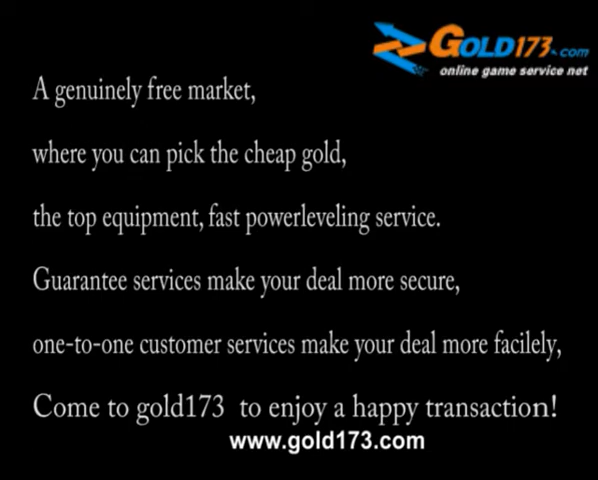 GOLD173.com
online game service net
A genuinely free market,
where you can pick the cheap gold,
the top equipment, fast powerleveling service.
Guarantee services make your deal more secure,
one-to-one customer services make your deal more facilely,
Come to gold173 to enjoy a happy transaction!
www.gold173.com